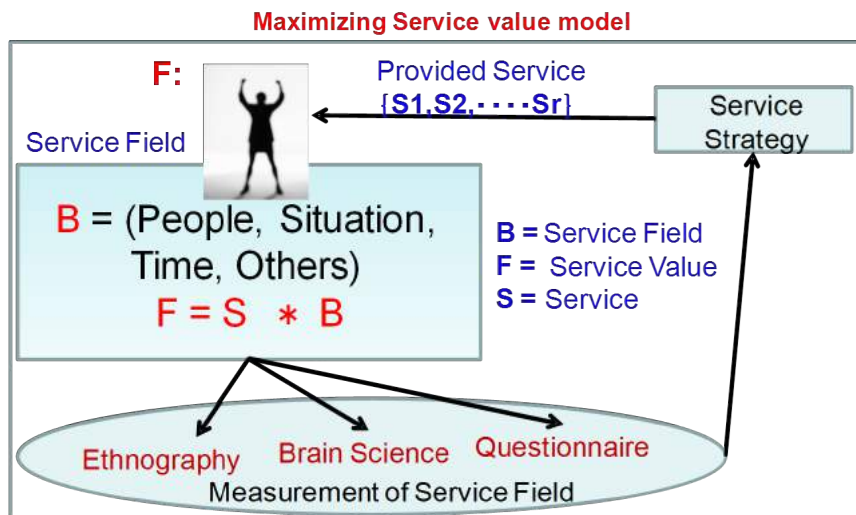 Maximizing Service value model
F:
Provided Service
{S1,S2,････Sr}
Service
Strategy
Service Field
B = (People, Situation,
Time, Others)
F = S * B
B = Service Field
F = Service Value
S = Service
Ethnography
Brain Science
Questionnaire
Measurement of Service Field